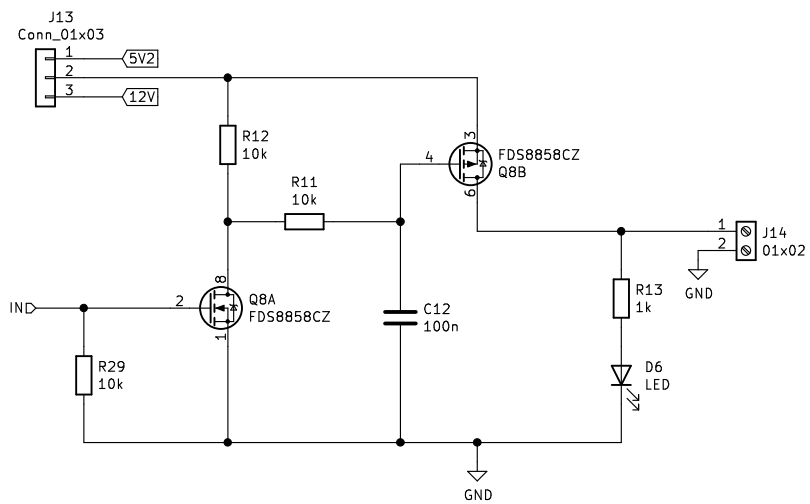 J13
Conn_01x03
1
5V2
2
3
12V
R12
10k
3
FDS8858CZ
4
Q8B
R11
10k
6
1
J14
2
01x02
GND
8
Q8A
IN
2
FDS8858CZ
1
R13
1k
C12
100n
R29
10k
D6
LED
GND